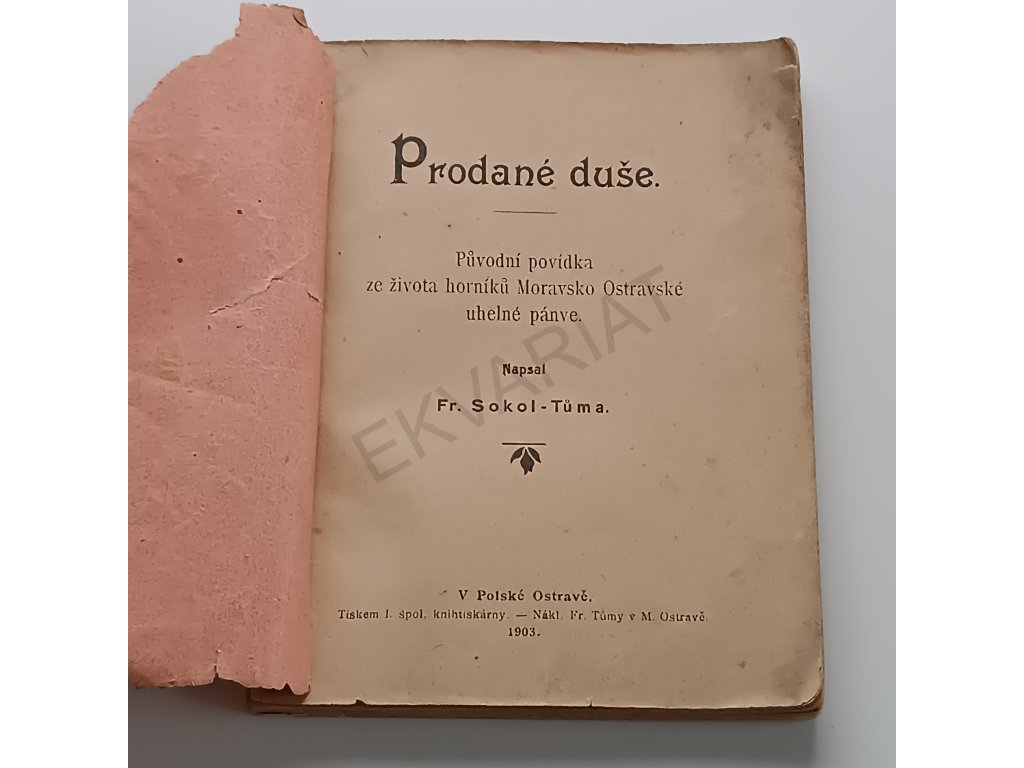 Prodané duše.
Původní povídka
ze života horníků Moravsko Ostravské
uhelné pánve.
Napsal
Fr. Sokol-Tůma.
EKVARIAT
V Polské Ostravě.
Tiskem I. spol. knihtiskárny. — Nákl. Fr. Tůmy v M. Ostravě.
1903.